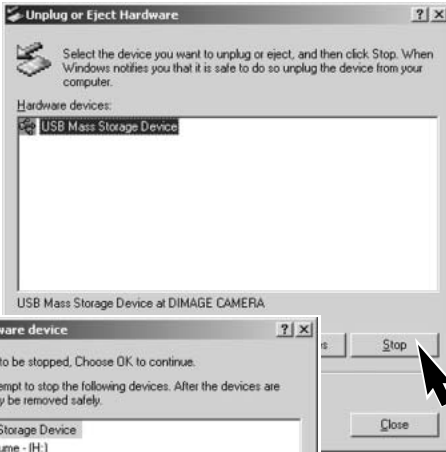 Unplug or Eject Hardware
Select the device you want to unplug or eject, and then click Stop. When
Windows notifies you that it is safe to do so unplug the device from your
computer.
Hardware devices:
USB Mass Storage Device
USB Mass Storage Device at DIMAGE CAMERA
Stop
Close
ware device
to be stopped, Choose OK to continue.
empt to stop the following devices. After the devices are
y be removed safely.
Storage Device
ume - (H:)